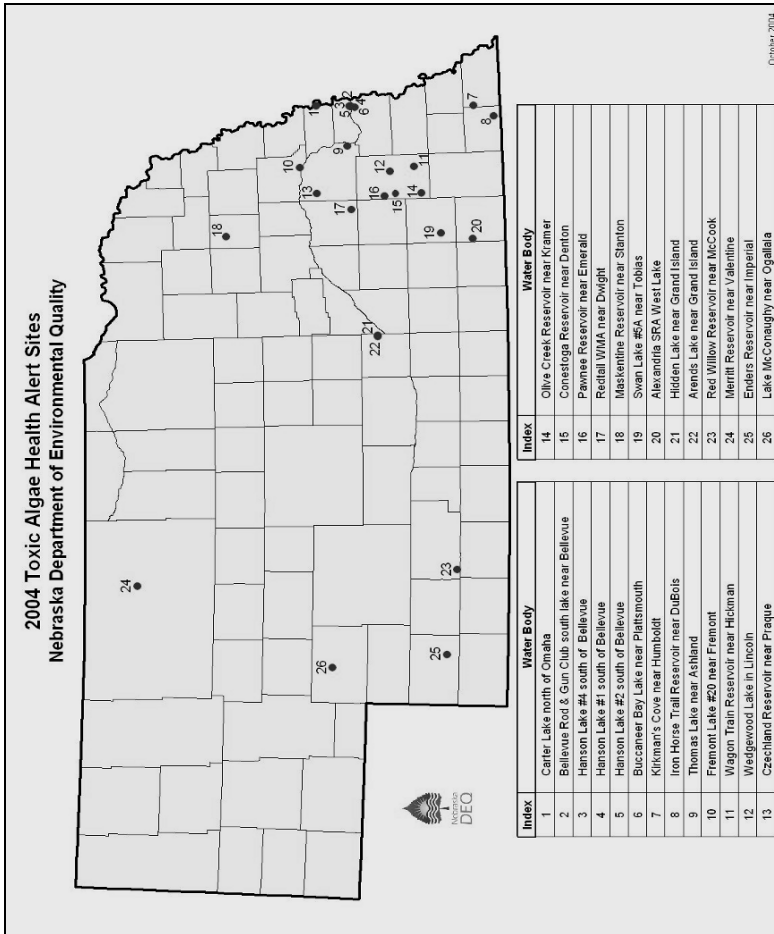 2004 Toxic Algae Health Alert Sites
Nebraska Department of Environmental Quality
24
18
10
13
1
26
9
5
3
2
6
4
17
22
21
16
12
15
11
14
25
23
19
20
7
8
Nebraska
DEQ
Index Water Body
1 Carter Lake north of Omaha
2 Bellevue Rod & Gun Club south lake near Bellevue
3 Hanson Lake #4 south of Bellevue
4 Hanson Lake #1 south of Bellevue
5 Hanson Lake #2 south of Bellevue
6 Buccaneer Bay Lake near Plattsmouth
7 Kirkman's Cove near Humboldt
8 Iron Horse Trail Reservoir near DuBois
9 Thomas Lake near Ashland
10 Fremont Lake #20 near Fremont
11 Wagon Train Reservoir near Hickman
12 Wedgewood Lake in Lincoln
13 Czechland Reservoir near Praque
Index Water Body
14 Olive Creek Reservoir near Kramer
15 Conestoga Reservoir near Denton
16 Pawnee Reservoir near Emerald
17 Redtail WMA near Dwight
18 Maskentine Reservoir near Stanton
19 Swan Lake #5A near Tobias
20 Alexandria SRA West Lake
21 Hidden Lake near Grand Island
22 Arends Lake near Grand Island
23 Red Willow Reservoir near McCook
24 Merritt Reservoir near Valentine
25 Enders Reservoir near Imperial
26 Lake McConaughy near Ogallala
October 2004